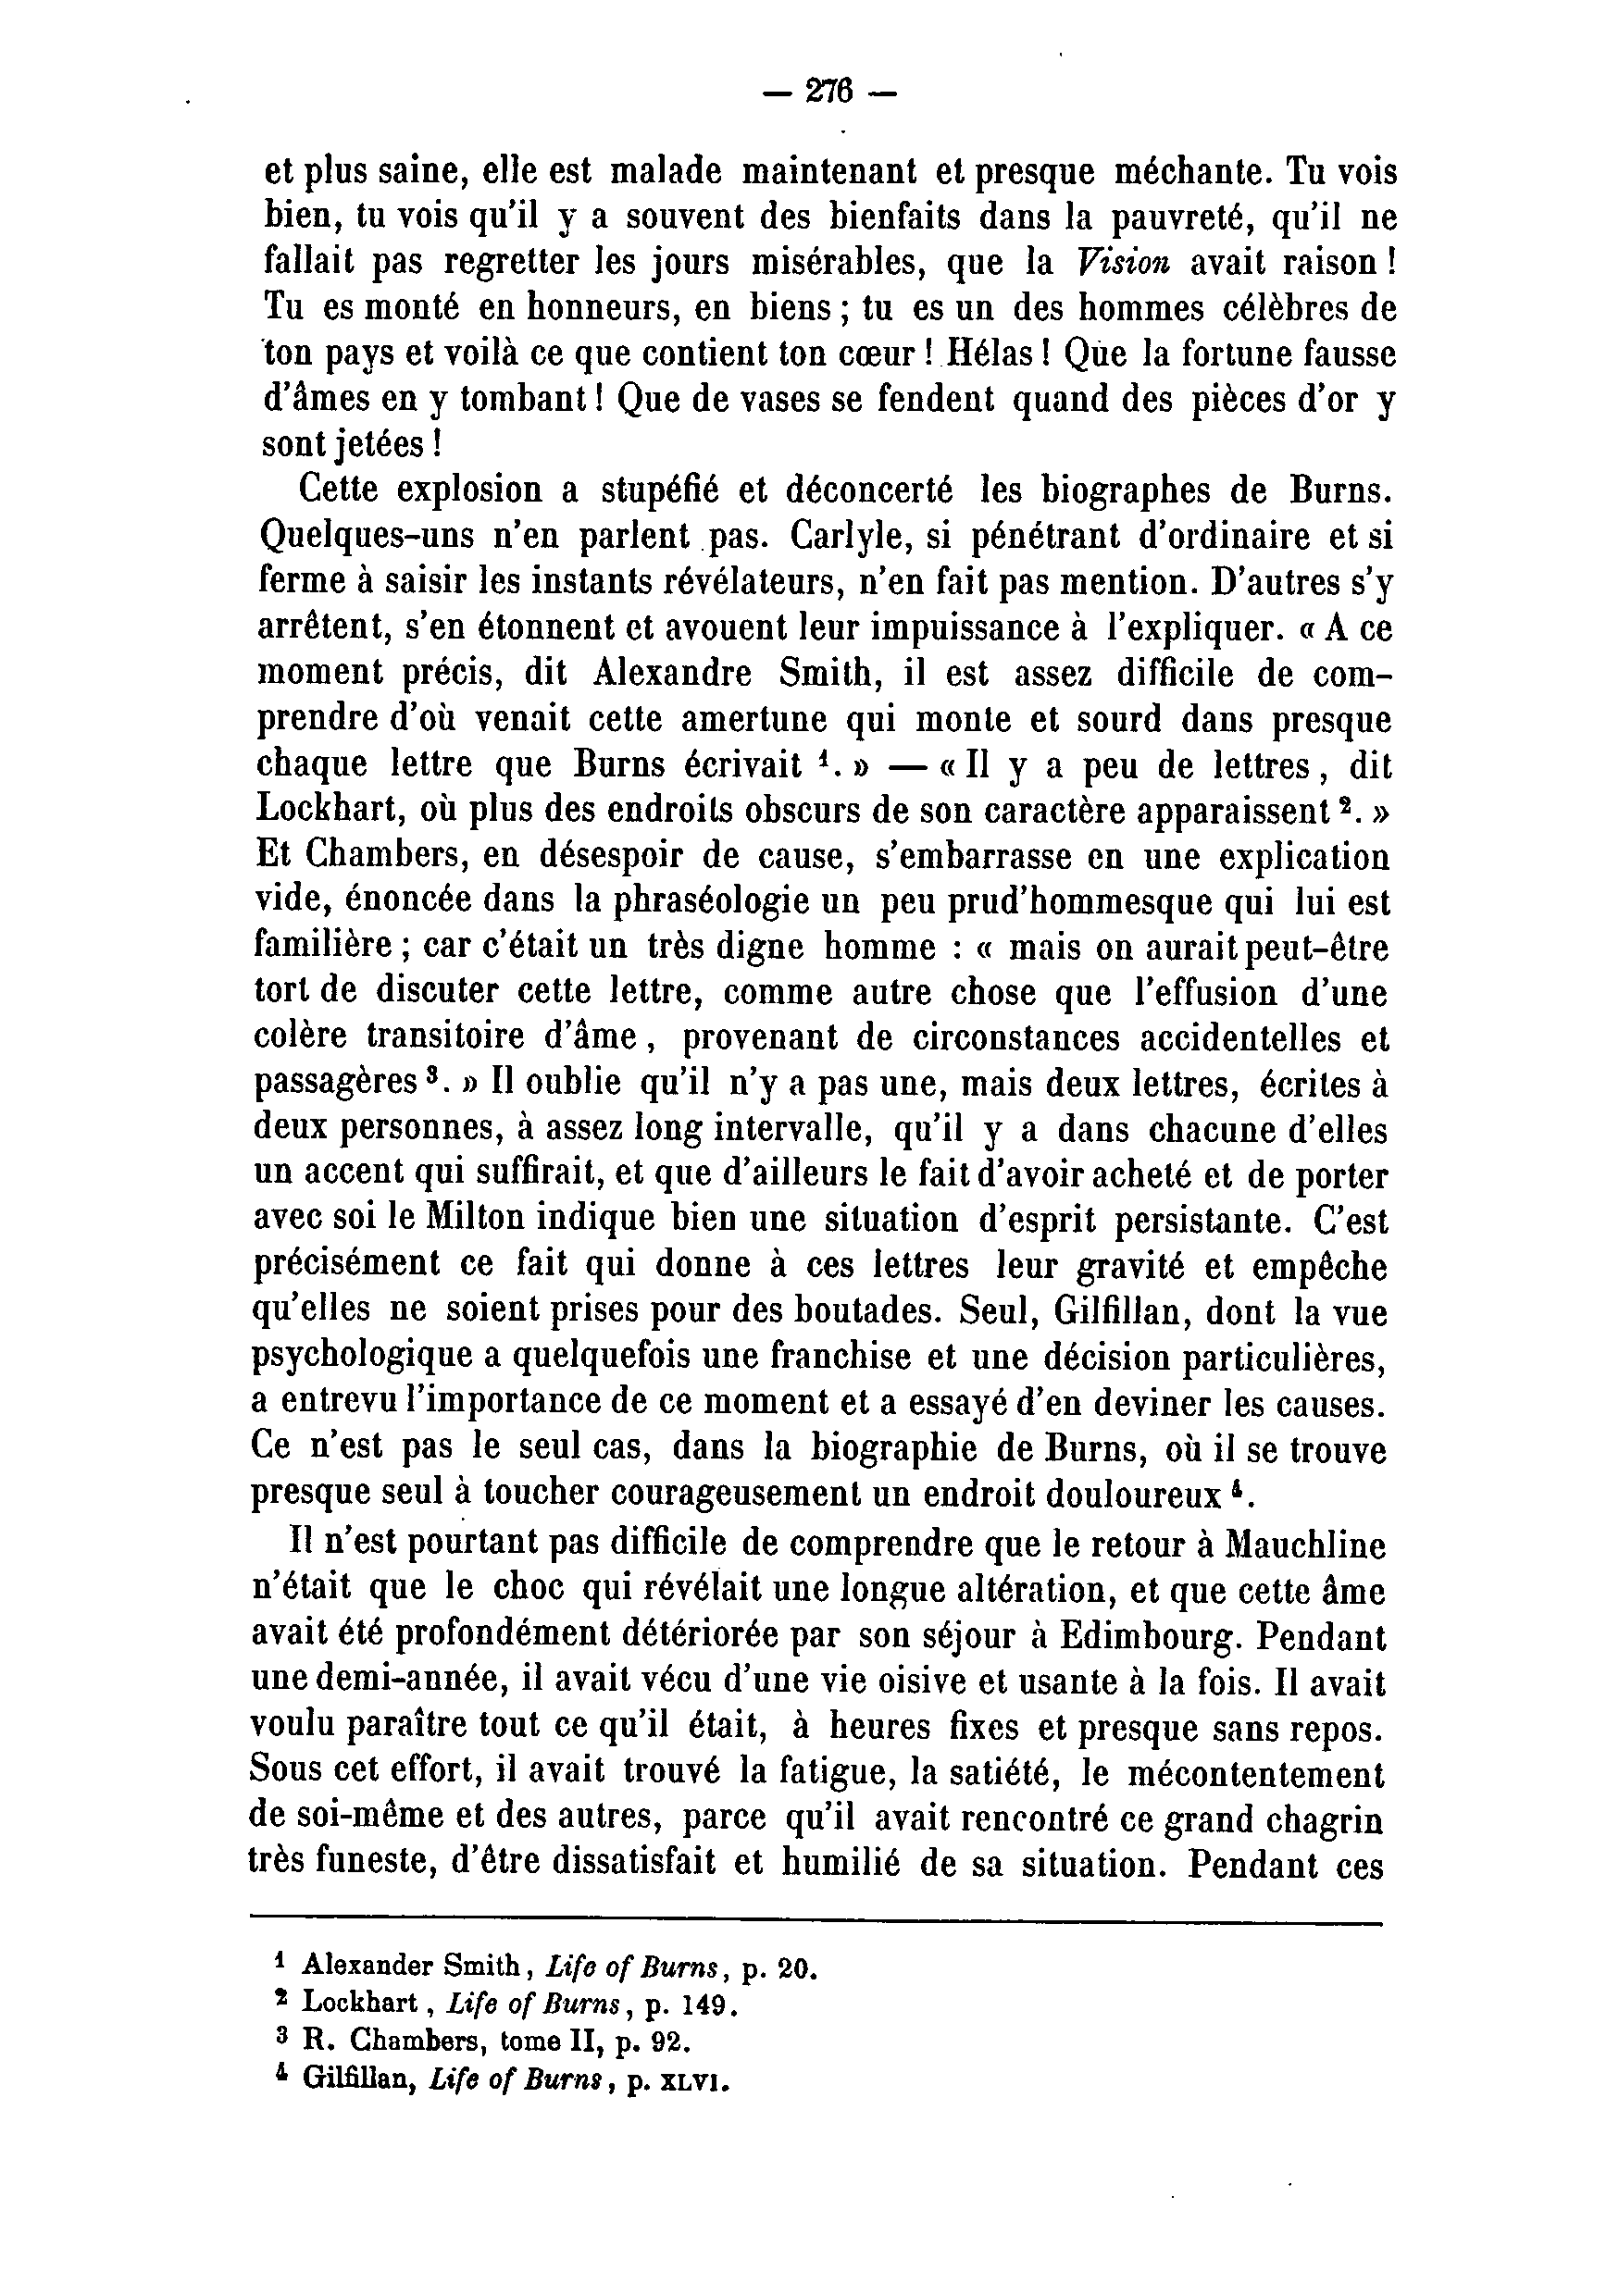 — 276 —
et plus saine, elle est malade maintenant et presque méchante. Tu vois
bien, tu vois qu'il y a souvent des bienfaits dans la pauvreté, qu'il ne
fallait pas regretter les jours misérables, que la Vision avait raison !
Tu es monté en honneurs, en biens ; tu es un des hommes célèbres de
ton pays et voilà ce que contient ton cœur ! Hélas ! Que la fortune fausse
d'âmes en y tombant ! Que de vases se fendent quand des pièces d'or y
sont jetées !
Cette explosion a stupéfié et déconcerté les biographes de Burns.
Quelques-uns n'en parlent pas. Carlyle, si pénétrant d'ordinaire et si
ferme à saisir les instants révélateurs, n'en fait pas mention. D'autres s'y
arrêtent, s'en étonnent et avouent leur impuissance à l'expliquer. « A ce
moment précis, dit Alexandre Smith, il est assez difficile de com-
prendre d'où venait cette amertune qui monte et sourd dans presque
chaque lettre que Burns écrivait ¹. » — « Il y a peu de lettres, dit
Lockhart, où plus des endroits obscurs de son caractère apparaissent ². »
Et Chambers, en désespoir de cause, s'embarrasse en une explication
vide, énoncée dans la phraséologie un peu prud'hommesque qui lui est
familière ; car c'était un très digne homme : « mais on aurait peut-être
tort de discuter cette lettre, comme autre chose que l'effusion d'une
colère transitoire d'âme, provenant de circonstances accidentelles et
passagères ³. » Il oublie qu'il n'y a pas une, mais deux lettres, écrites à
deux personnes, à assez long intervalle, qu'il y a dans chacune d'elles
un accent qui suffirait, et que d'ailleurs le fait d'avoir acheté et de porter
avec soi le Milton indique bien une situation d'esprit persistante. C'est
précisément ce fait qui donne à ces lettres leur gravité et empêche
qu'elles ne soient prises pour des boutades. Seul, Gilfillan, dont la vue
psychologique a quelquefois une franchise et une décision particulières,
a entrevu l'importance de ce moment et a essayé d'en deviner les causes.
Ce n'est pas le seul cas, dans la biographie de Burns, où il se trouve
presque seul à toucher courageusement un endroit douloureux ⁴.
Il n'est pourtant pas difficile de comprendre que le retour à Mauchline
n'était que le choc qui révélait une longue altération, et que cette âme
avait été profondément détériorée par son séjour à Edimbourg. Pendant
une demi-année, il avait vécu d'une vie oisive et usante à la fois. Il avait
voulu paraître tout ce qu'il était, à heures fixes et presque sans repos.
Sous cet effort, il avait trouvé la fatigue, la satiété, le mécontentement
de soi-même et des autres, parce qu'il avait rencontré ce grand chagrin
très funeste, d'être dissatisfait et humilié de sa situation. Pendant ces
¹ Alexander Smith, Life of Burns, p. 20.
² Lockhart, Life of Burns, p. 149.
³ R. Chambers, tome II, p. 92.
⁴ Gilfillan, Life of Burns, p. XLVI.